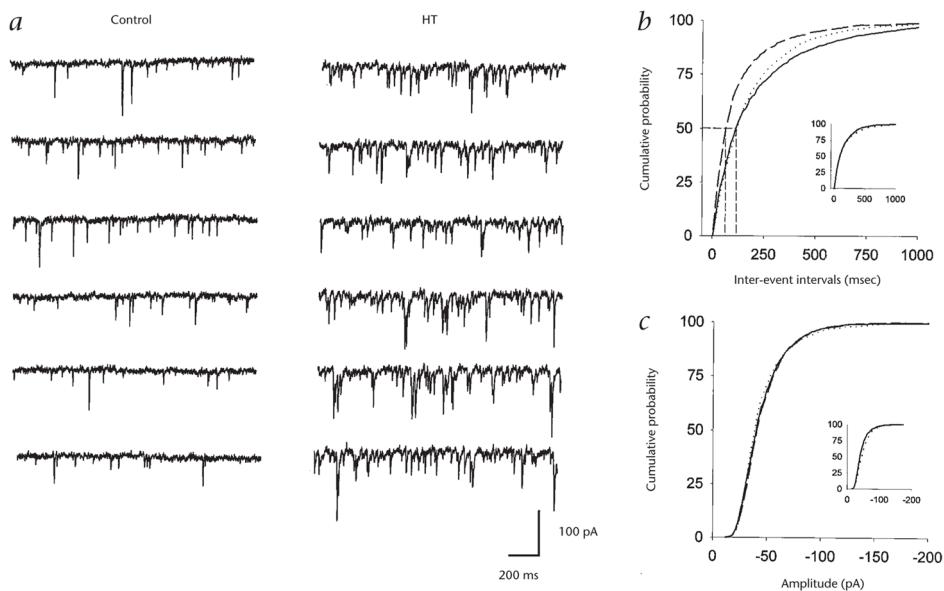 a
Control
HT
100 pA
200 ms
b
Cumulative probability
100
75
50
25
0
0 250 500 750 1000
Inter-event intervals (msec)
100
75
50
25
0
0 500 1000
c
Cumulative probability
100
75
50
25
0
0 -50 -100 -150 -200
Amplitude (pA)
100
75
50
25
0
0 -100 -200